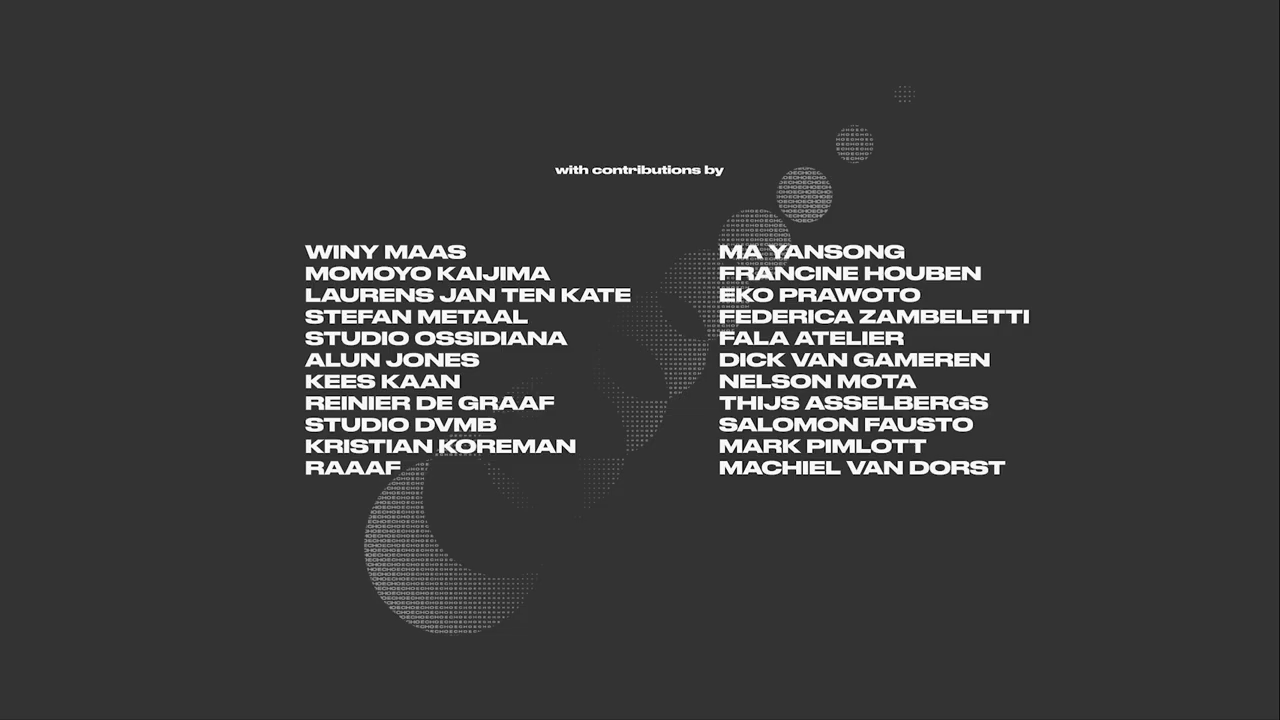 with contributions by
WINY MAAS
MOMOYO KAIJIMA
LAURENS JAN TEN KATE
STEFAN METAAL
STUDIO OSSIDIANA
ALUN JONES
KEES KAAN
REINIER DE GRAAF
STUDIO DVMB
KRISTIAN KOREMAN
RAAAF
MA YANSONG
FRANCINE HOUBEN
EKO PRAWOTO
FEDERICA ZAMBELETTI
FALA ATELIER
DICK VAN GAMEREN
NELSON MOTA
THIJS ASSELBERGS
SALOMON FAUSTO
MARK PIMLOTT
MACHIEL VAN DORST